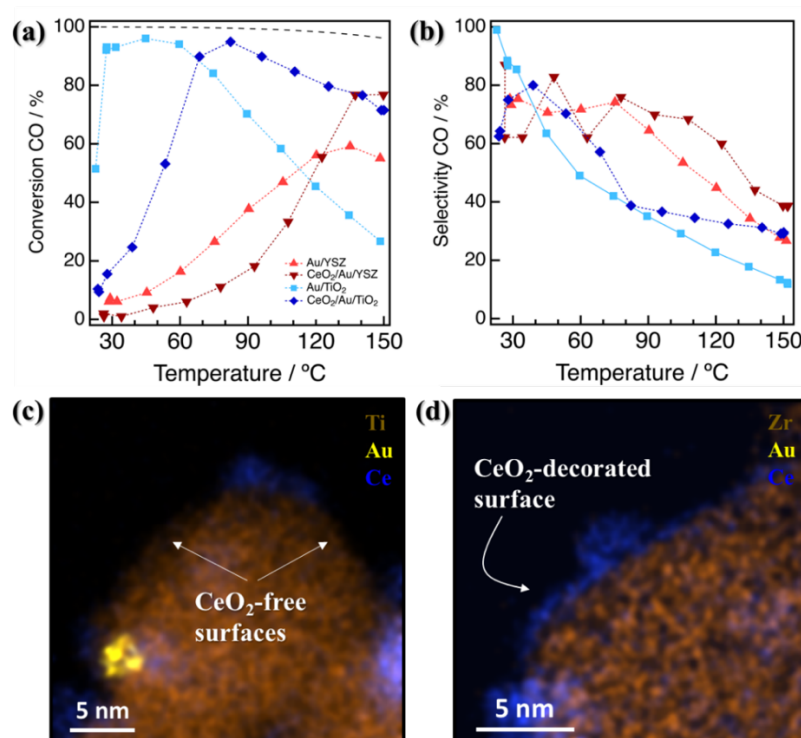 (a)
100
80
60
40
20
0
Conversion CO / %
30
60
90
120
150
Temperature / ºC
Au/YSZ
CeO₂/Au/YSZ
Au/TiO₂
CeO₂/Au/TiO₂
(b)
100
80
60
40
20
0
Selectivity CO / %
30
60
90
120
150
Temperature / ºC
(c)
Ti
Au
Ce
CeO₂-free
surfaces
5 nm
(d)
Zr
Au
Ce
CeO₂-decorated
surface
5 nm